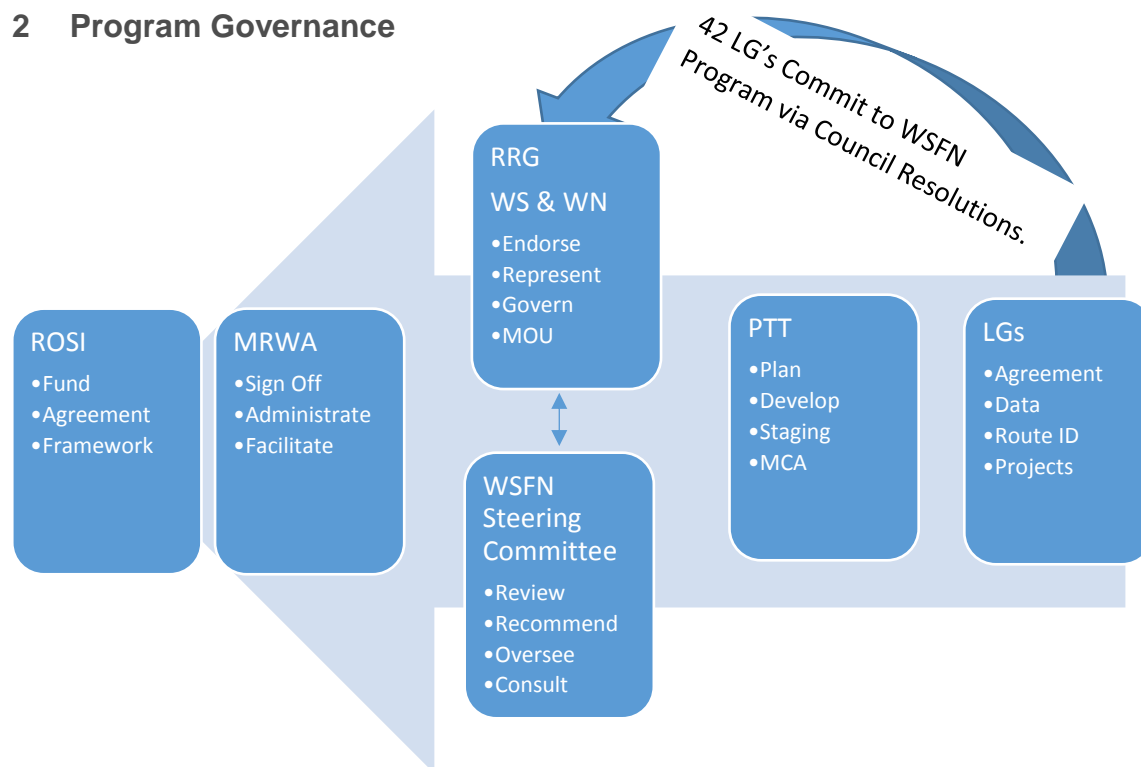 2 Program Governance
42 LG's Commit to WSFN
Program via Council Resolutions.
RRG
WS & WN
•Endorse
•Represent
•Govern
•MOU
ROSI
•Fund
•Agreement
•Framework
MRWA
•Sign Off
•Administrate
•Facilitate
WSFN
Steering
Committee
•Review
•Recommend
•Oversee
•Consult
PTT
•Plan
•Develop
•Staging
•MCA
LGs
•Agreement
•Data
•Route ID
•Projects